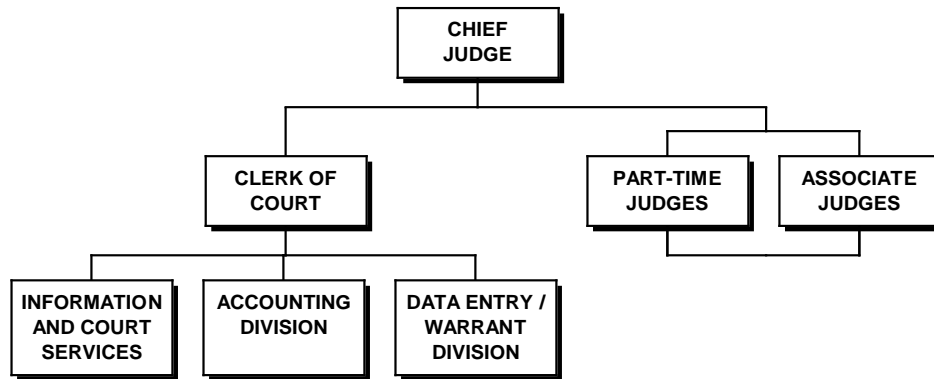 CHIEF
JUDGE
CLERK OF
COURT
PART-TIME
JUDGES
ASSOCIATE
JUDGES
INFORMATION
AND COURT
SERVICES
ACCOUNTING
DIVISION
DATA ENTRY /
WARRANT
DIVISION